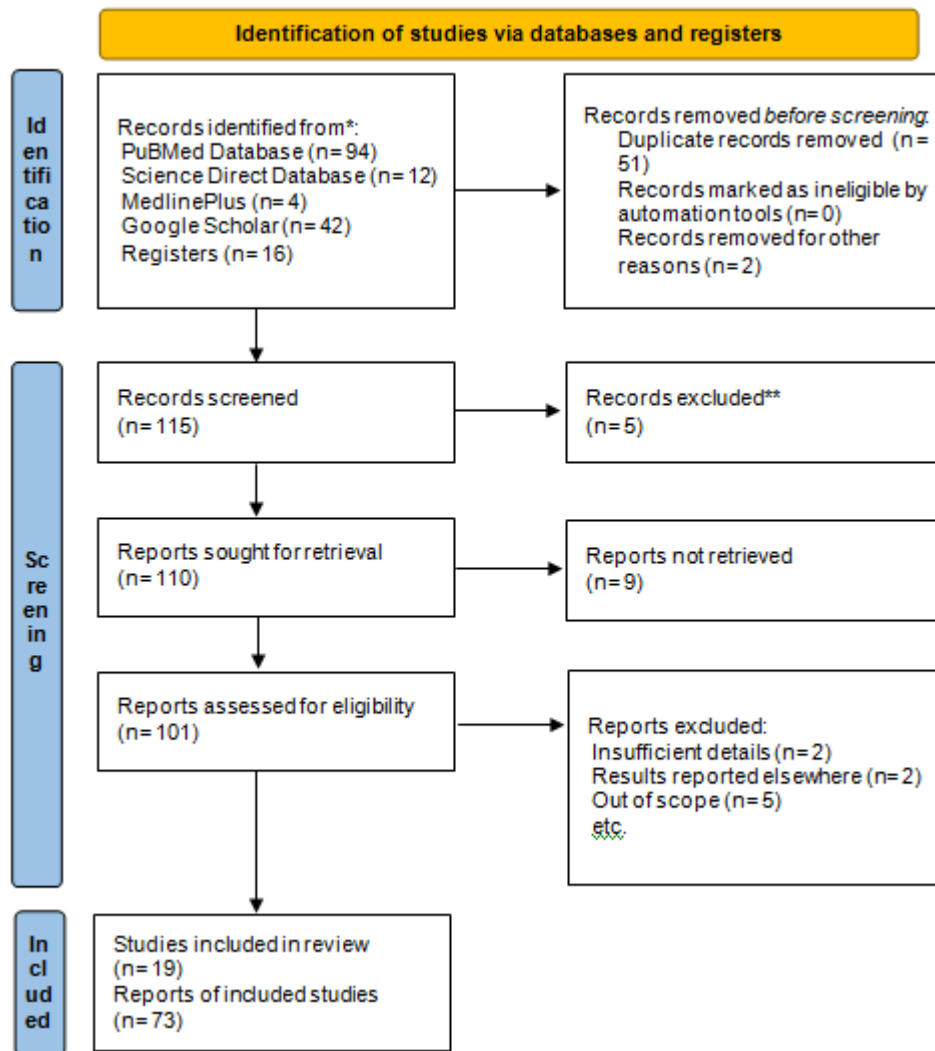 Identification of studies via databases and registers
Id
en
tifi
ca
tio
n
Records identified from*:
PuBMed Database (n= 94)
Science Direct Database (n= 12)
MedlinePlus (n= 4)
Google Scholar (n= 42)
Registers (n= 16)
Records removed before screening:
Duplicate records removed (n=
51)
Records marked as ineligible by
automation tools (n= 0)
Records removed for other
reasons (n= 2)
Sc
re
en
in
g
Records screened
(n= 115)
Records excluded**
(n= 5)
Reports sought for retrieval
(n= 110)
Reports not retrieved
(n= 9)
Reports assessed for eligibility
(n= 101)
Reports excluded:
Insufficient details (n= 2)
Results reported elsewhere (n= 2)
Out of scope (n= 5)
etc.
In
cl
ud
ed
Studies included in review
(n= 19)
Reports of included studies
(n= 73)